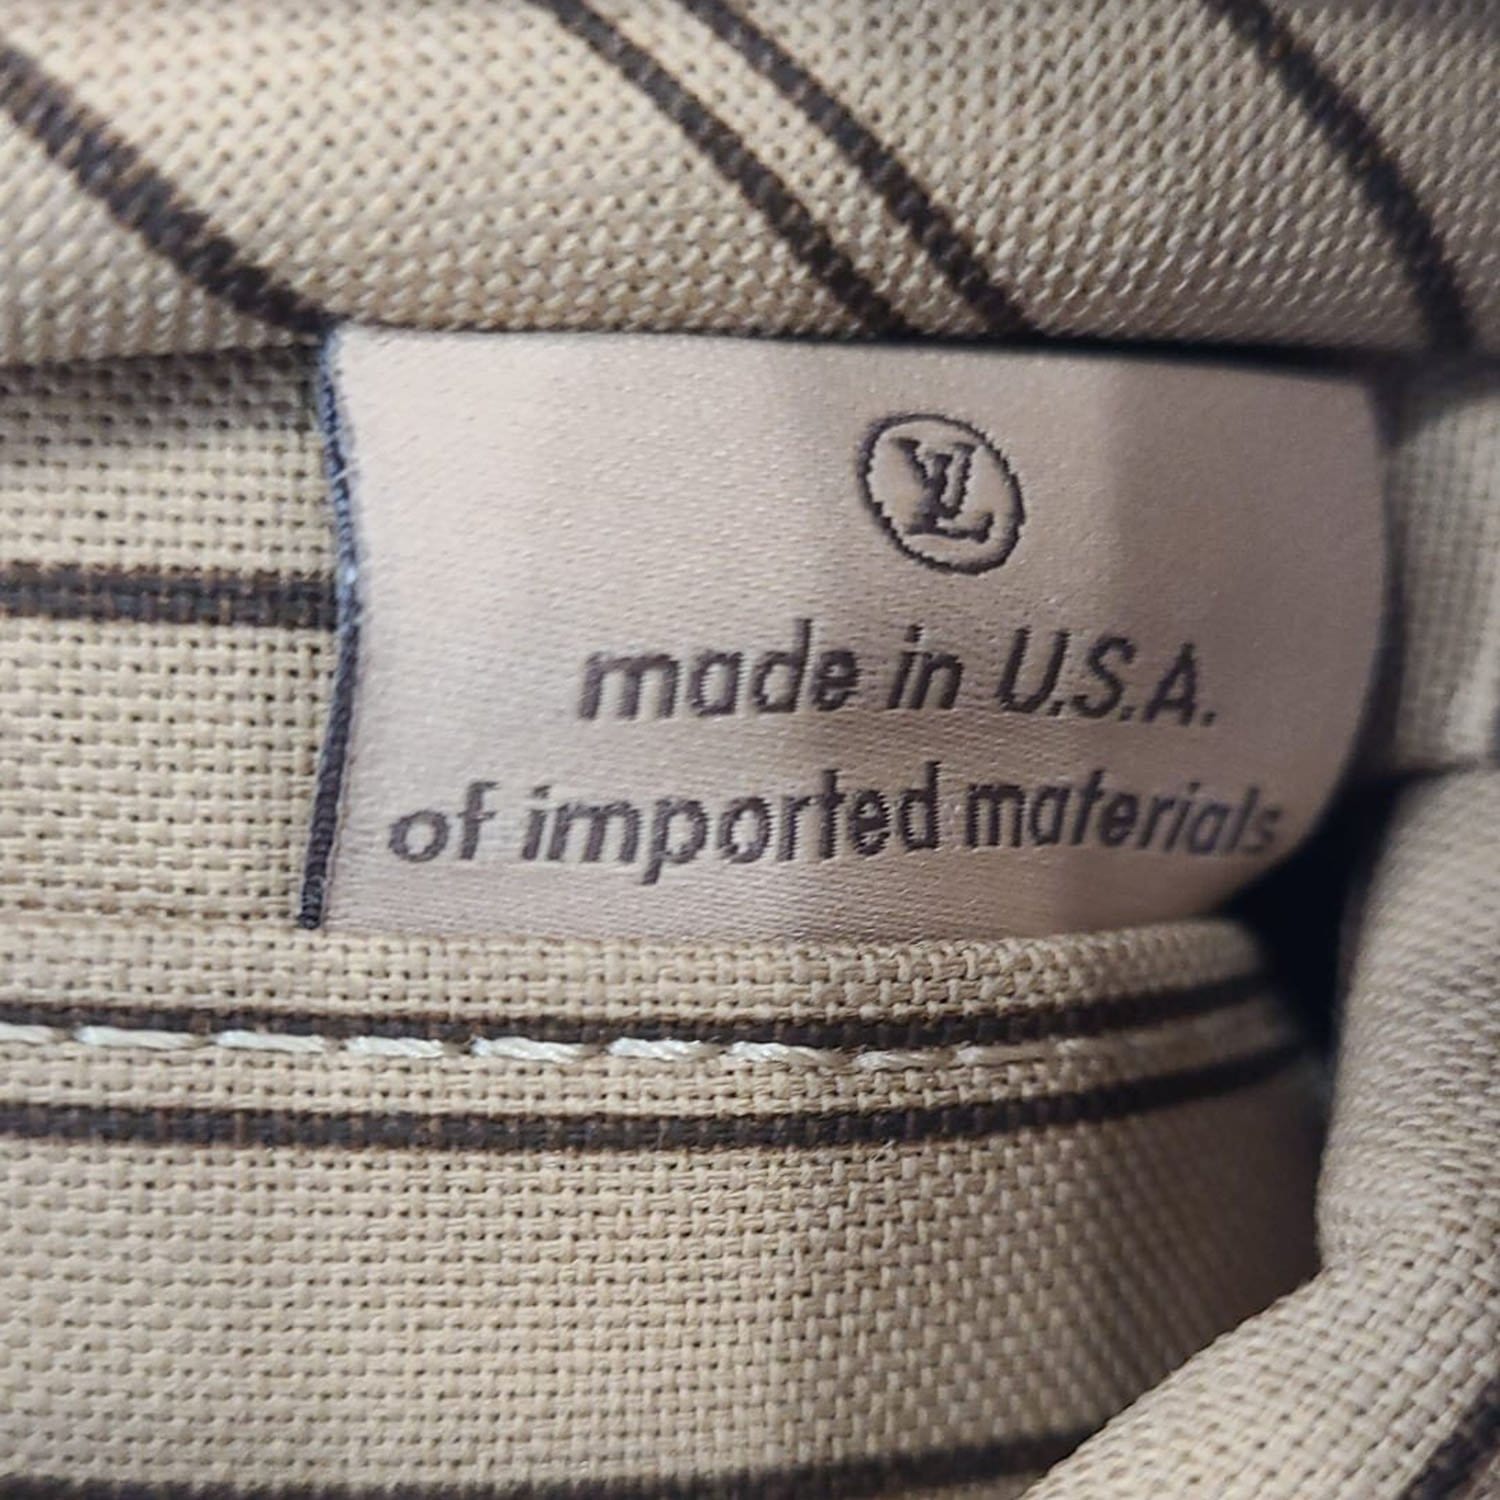 LV
made in U.S.A.
of imported materials